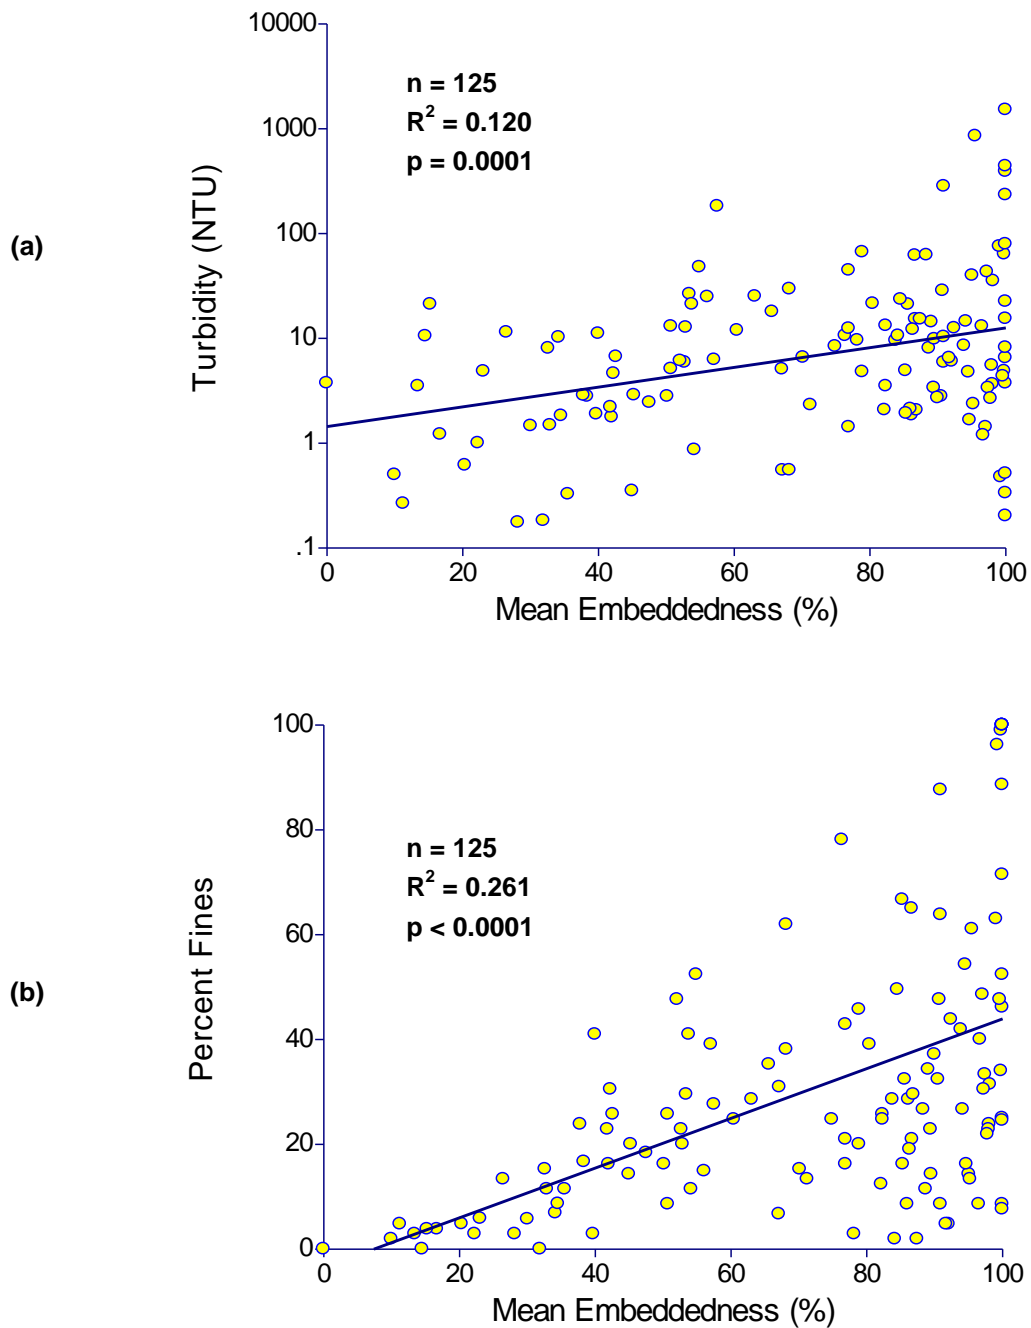 10000
n = 125
R² = 0.120
p = 0.0001
1000
100
10
1
.1
Turbidity (NTU)
(a)
0 20 40 60 80 100
Mean Embeddedness (%)
100
80
n = 125
R² = 0.261
p < 0.0001
60
40
20
0
Percent Fines
(b)
0 20 40 60 80 100
Mean Embeddedness (%)